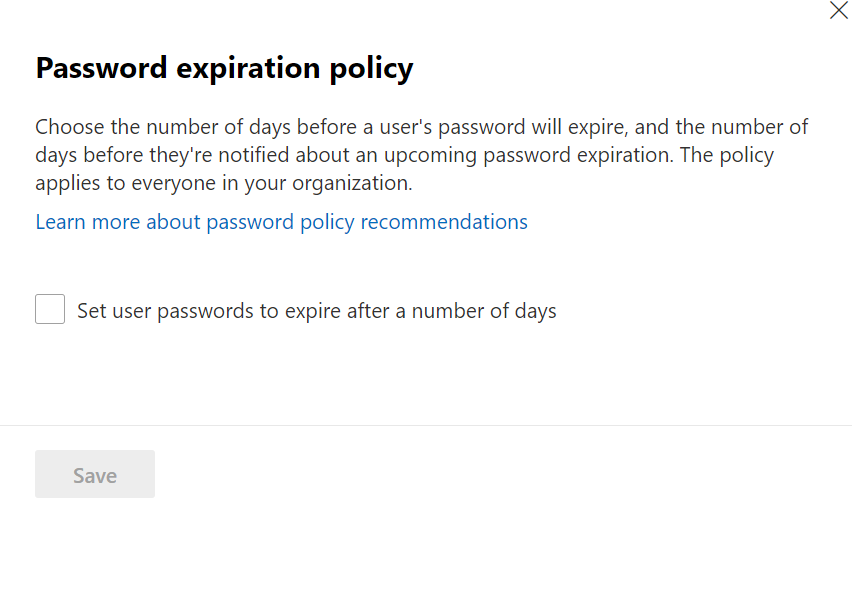 Password expiration policy
Choose the number of days before a user's password will expire, and the number of
days before they're notified about an upcoming password expiration. The policy
applies to everyone in your organization.
Learn more about password policy recommendations
Set user passwords to expire after a number of days
Save